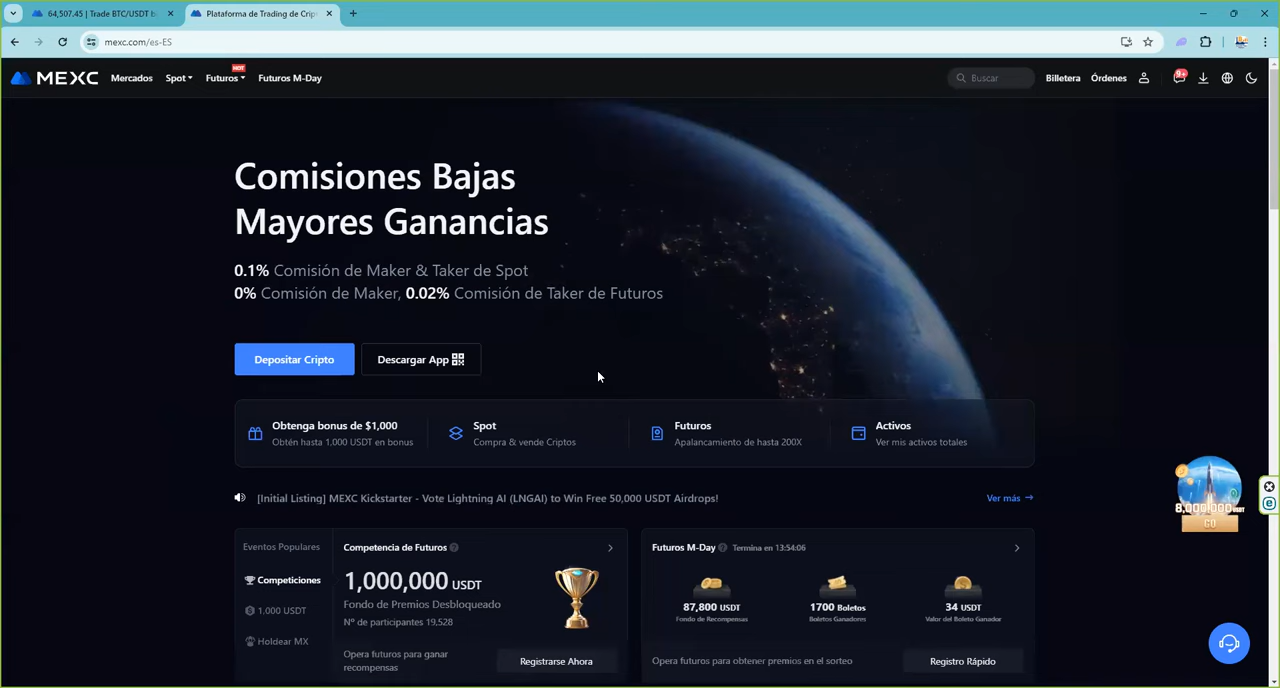 64,507.45 | Trade BTC/USDT
Plataforma de Trading de Crip
mexc.com/es-ES
MEXC
Mercados
Spot
Futuros
HOT
Futuros M-Day
Buscar
Billetera
Órdenes
9+
Comisiones Bajas
Mayores Ganancias
0.1% Comisión de Maker & Taker de Spot
0% Comisión de Maker, 0.02% Comisión de Taker de Futuros
Depositar Cripto
Descargar App
Obtenga bonus de $1,000
Obtén hasta 1,000 USDT en bonus
Spot
Compra & vende Criptos
Futuros
Apalancamiento de hasta 200X
Activos
Ver mis activos totales
[Initial Listing] MEXC Kickstarter - Vote Lightning AI (LNGAI) to Win Free 50,000 USDT Airdrops!
Ver más →
8,000,000 USDT
GO
Eventos Populares
Competiciones
1,000 USDT
Holdear MX
Competencia de Futuros
1,000,000 USDT
Fondo de Premios Desbloqueado
Nº de participantes 19,528
Opera futuros para ganar
recompensas
Registrarse Ahora
Futuros M-Day
Termina en 13:54:06
87,800 USDT
Fondo de Recompensas
1700 Boletos
Boletos Ganadores
34 USDT
Valor del Boleto Ganador
Opera futuros para obtener premios en el sorteo
Registro Rápido